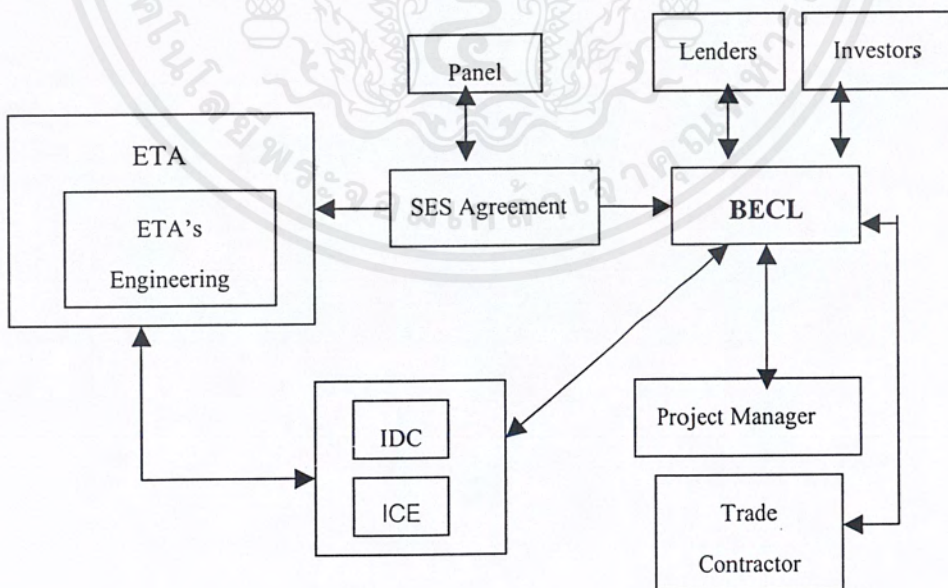 Panel
Lenders
Investors
ETA
ETA's
Engineering
SES Agreement
BECL
IDC
ICE
Project Manager
Trade
Contractor